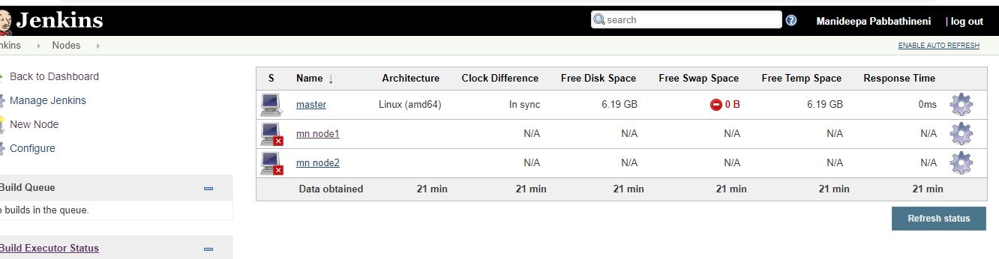 Jenkins
search
Manideepa Pabbathineni | log out
nkins Nodes
ENABLE AUTO REFRESH
Back to Dashboard
Manage Jenkins
New Node
Configure
Build Queue
o builds in the queue.
Build Executor Status
S Name ↓ Architecture Clock Difference Free Disk Space Free Swap Space Free Temp Space Response Time
master Linux (amd64) In sync 6.19 GB 0 B 6.19 GB 0ms
mn node1 N/A N/A N/A N/A N/A
mn node2 N/A N/A N/A N/A N/A
Data obtained 21 min 21 min 21 min 21 min 21 min 21 min
Refresh status